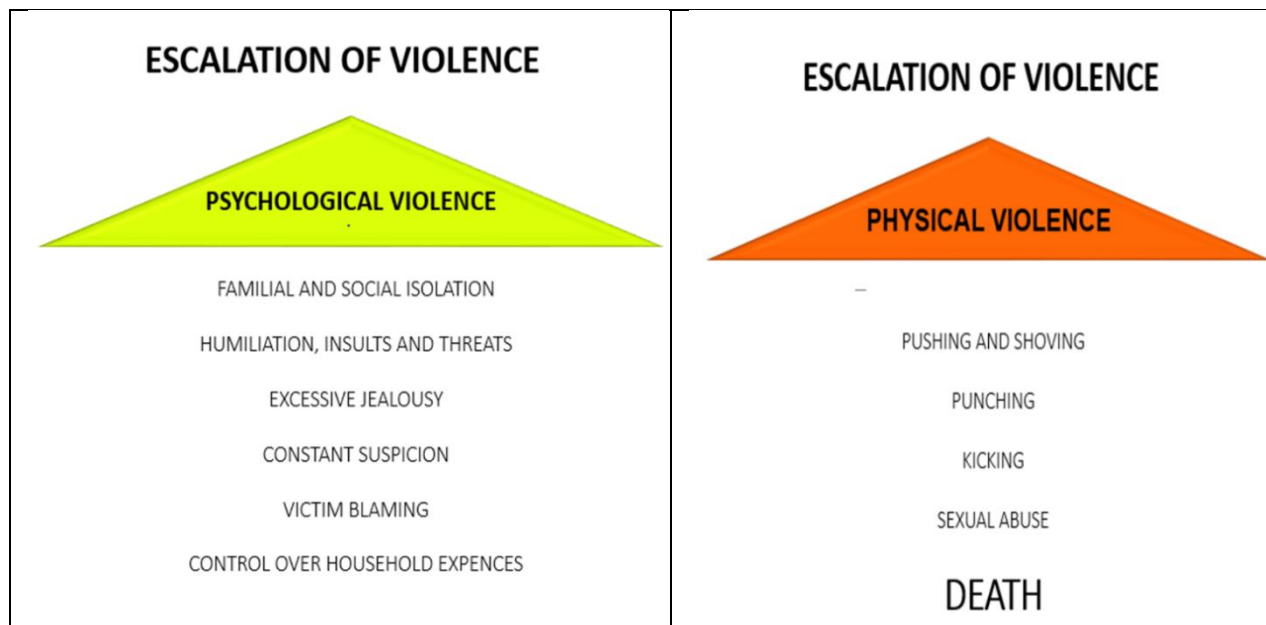 ESCALATION OF VIOLENCE
PSYCHOLOGICAL VIOLENCE
.
FAMILIAL AND SOCIAL ISOLATION
HUMILIATION, INSULTS AND THREATS
EXCESSIVE JEALOUSY
CONSTANT SUSPICION
VICTIM BLAMING
CONTROL OVER HOUSEHOLD EXPENCES
ESCALATION OF VIOLENCE
PHYSICAL VIOLENCE
–
PUSHING AND SHOVING
PUNCHING
KICKING
SEXUAL ABUSE
DEATH